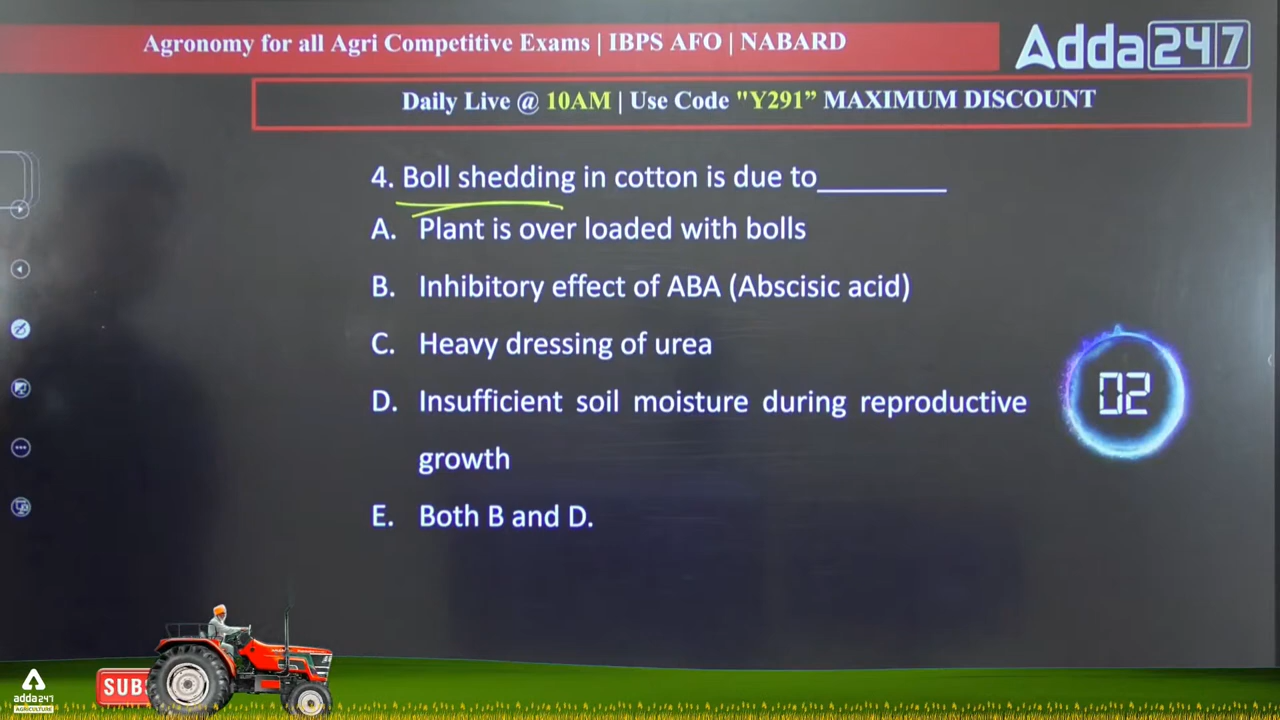 Agronomy for all Agri Competitive Exams | IBPS AFO | NABARD
Adda247
Daily Live @ 10AM | Use Code "Y291” MAXIMUM DISCOUNT
4. Boll shedding in cotton is due to_________
A. Plant is over loaded with bolls
B. Inhibitory effect of ABA (Abscisic acid)
C. Heavy dressing of urea
D. Insufficient soil moisture during reproductive
growth
E. Both B and D.
02
SUB
adda247
AGRICULTURE